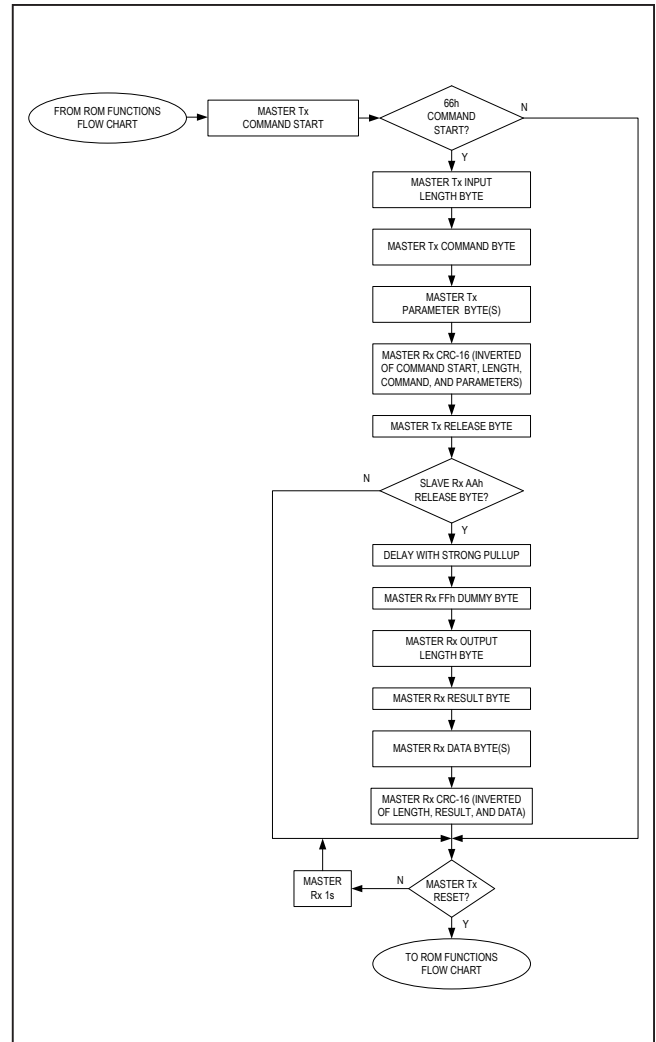 FROM ROM FUNCTIONS
FLOW CHART
MASTER Tx
COMMAND START
66h
COMMAND
START?
N
Y
MASTER Tx INPUT
LENGTH BYTE
MASTER Tx COMMAND BYTE
MASTER Tx
PARAMETER BYTE(S)
MASTER Rx CRC-16 (INVERTED
OF COMMAND START, LENGTH,
COMMAND, AND PARAMETERS)
MASTER Tx RELEASE BYTE
N
SLAVE Rx AAh
RELEASE BYTE?
Y
DELAY WITH STRONG PULLUP
MASTER Rx FFh DUMMY BYTE
MASTER Rx OUTPUT
LENGTH BYTE
MASTER Rx RESULT BYTE
MASTER Rx DATA BYTE(S)
MASTER Rx CRC-16 (INVERTED
OF LENGTH, RESULT, AND DATA)
MASTER
Rx 1s
N
MASTER Tx
RESET?
Y
TO ROM FUNCTIONS
FLOW CHART